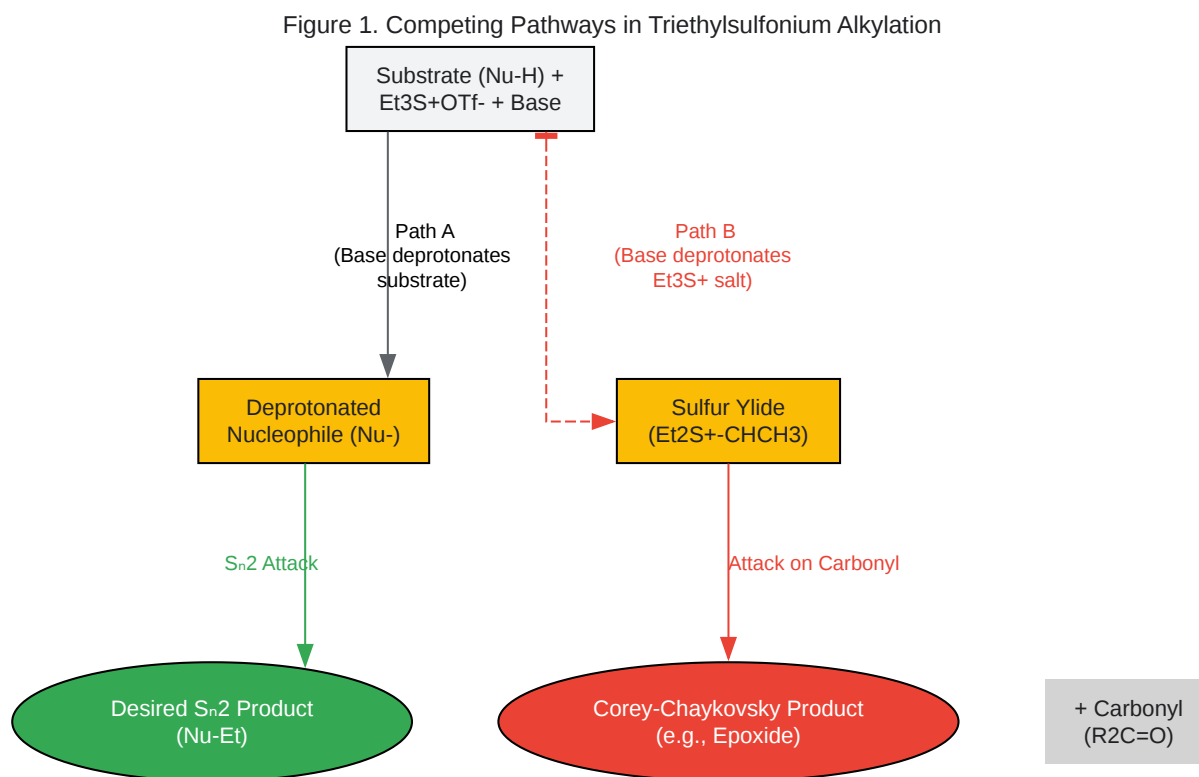 Figure 1. Competing Pathways in Triethylsulfonium Alkylation
Substrate (Nu-H) +
Et3S+OTf- + Base
Path A
(Base deprotonates
substrate)
Path B
(Base deprotonates
Et3S+ salt)
Deprotonated
Nucleophile (Nu-)
Sulfur Ylide
(Et2S+-CHCH3)
Sₙ2 Attack
Attack on Carbonyl
Desired Sₙ2 Product
(Nu-Et)
Corey-Chaykovsky Product
(e.g., Epoxide)
+ Carbonyl
(R2C=O)